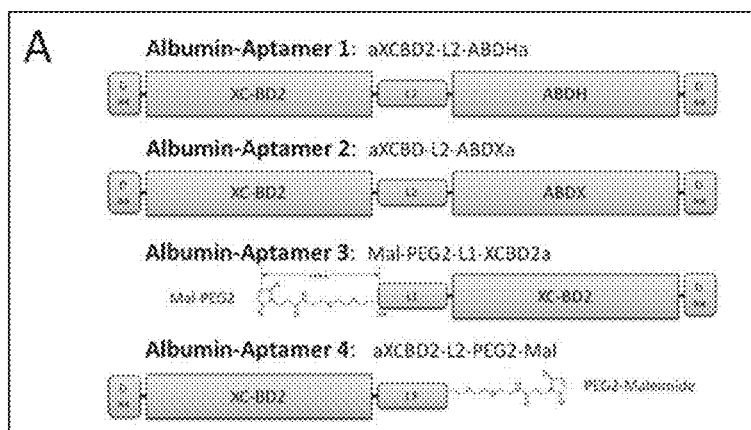 A
Albumin-Aptamer 1: aXCBD2-L2-ABDHa
XC-BD2 L2 ABDH
Albumin-Aptamer 2: aXCBD-L2-ABDXa
XC-BD2 L2 ABDX
Albumin-Aptamer 3: Mal-PEG2-L1-XCBD2a
Mal-PEG2 XC-BD2
Albumin-Aptamer 4: aXCBD2-L2-PEG2-Mal
XC-BD2 PEG2-Maleimide